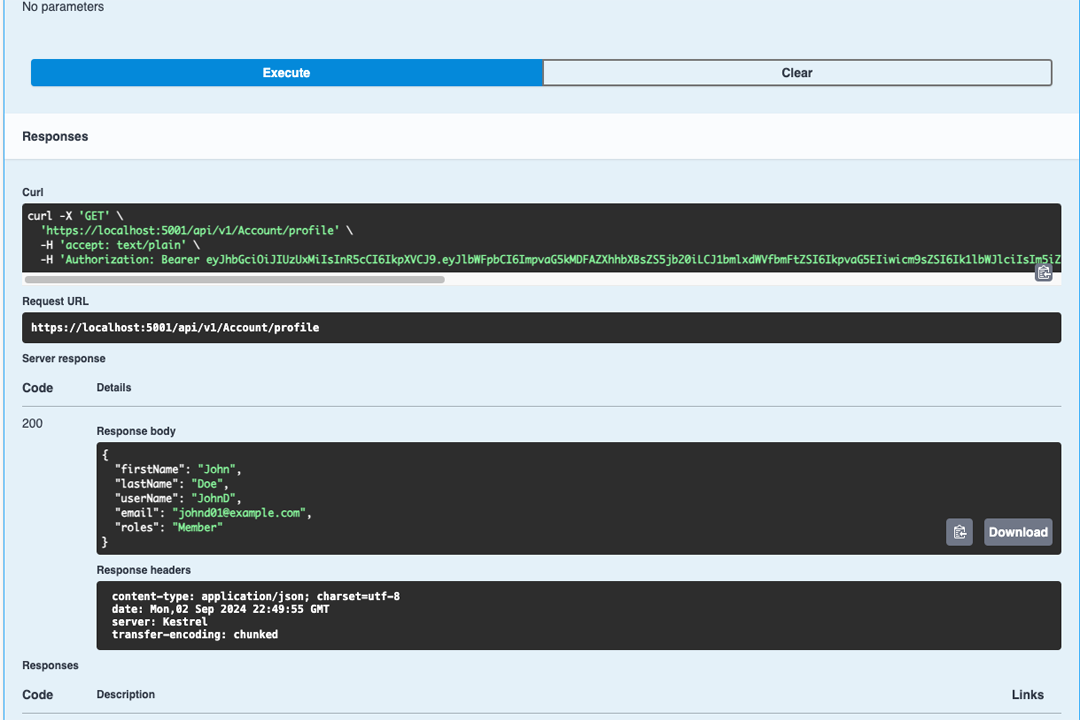 No parameters
Execute
Clear
Responses
Curl
curl -X 'GET' \
'https://localhost:5001/api/v1/Account/profile' \
-H 'accept: text/plain' \
-H 'Authorization: Bearer
Request URL
https://localhost:5001/api/v1/Account/profile
Server response
Code Details
200
Response body
{
"firstName": "John",
"lastName": "Doe",
"userName": "JohnD",
"email": "johnd01@example.com",
"roles": "Member"
}
Download
Response headers
content-type: application/json; charset=utf-8
date: Mon,02 Sep 2024 22:49:55 GMT
server: Kestrel
transfer-encoding: chunked
Responses
Code Description Links